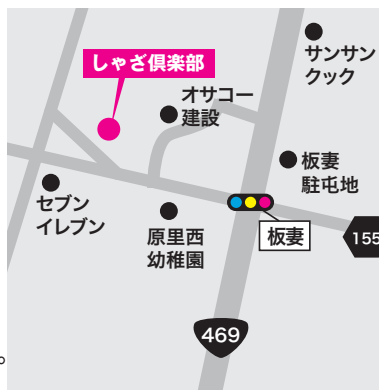 サンサン
クック
しゃざ倶楽部
オサコー
建設
板妻
駐屯地
セブン
イレブン
原里西
幼稚園
板妻
155
469
。